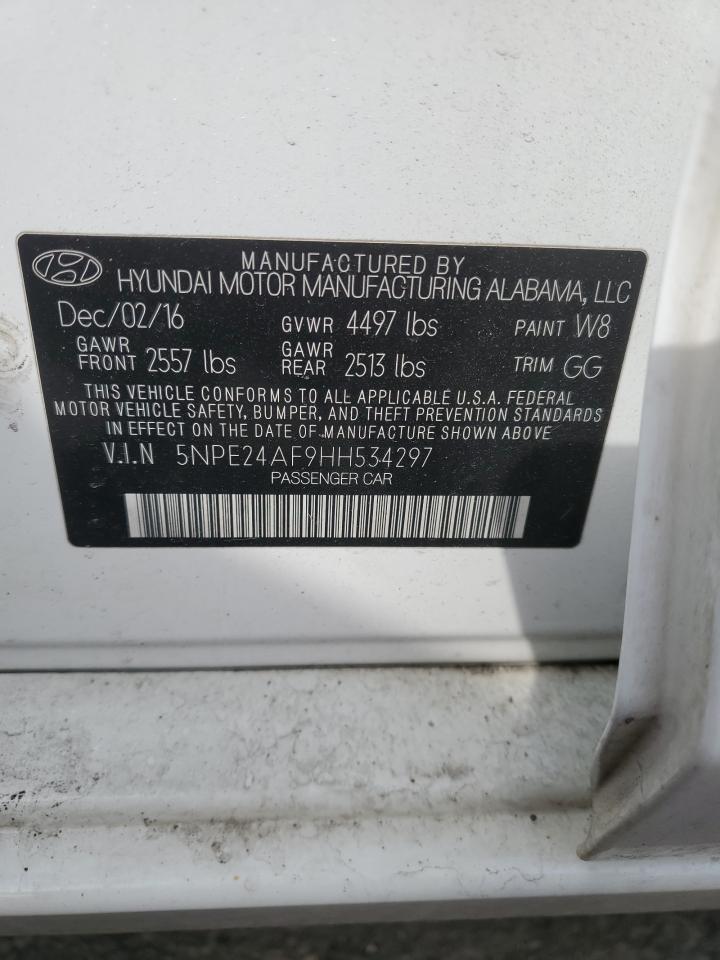 MANUFACTURED BY
HYUNDAI MOTOR MANUFACTURING ALABAMA, LLC
Dec/02/16 GVWR 4497 lbs PAINT W8
GAWR FRONT 2557 lbs GAWR REAR 2513 lbs TRIM GG
THIS VEHICLE CONFORMS TO ALL APPLICABLE U.S.A. FEDERAL
MOTOR VEHICLE SAFETY, BUMPER, AND THEFT PREVENTION STANDARDS
IN EFFECT ON THE DATE OF MANUFACTURE SHOWN ABOVE.
V.I.N 5NPE24AF9HH534297
PASSENGER CAR